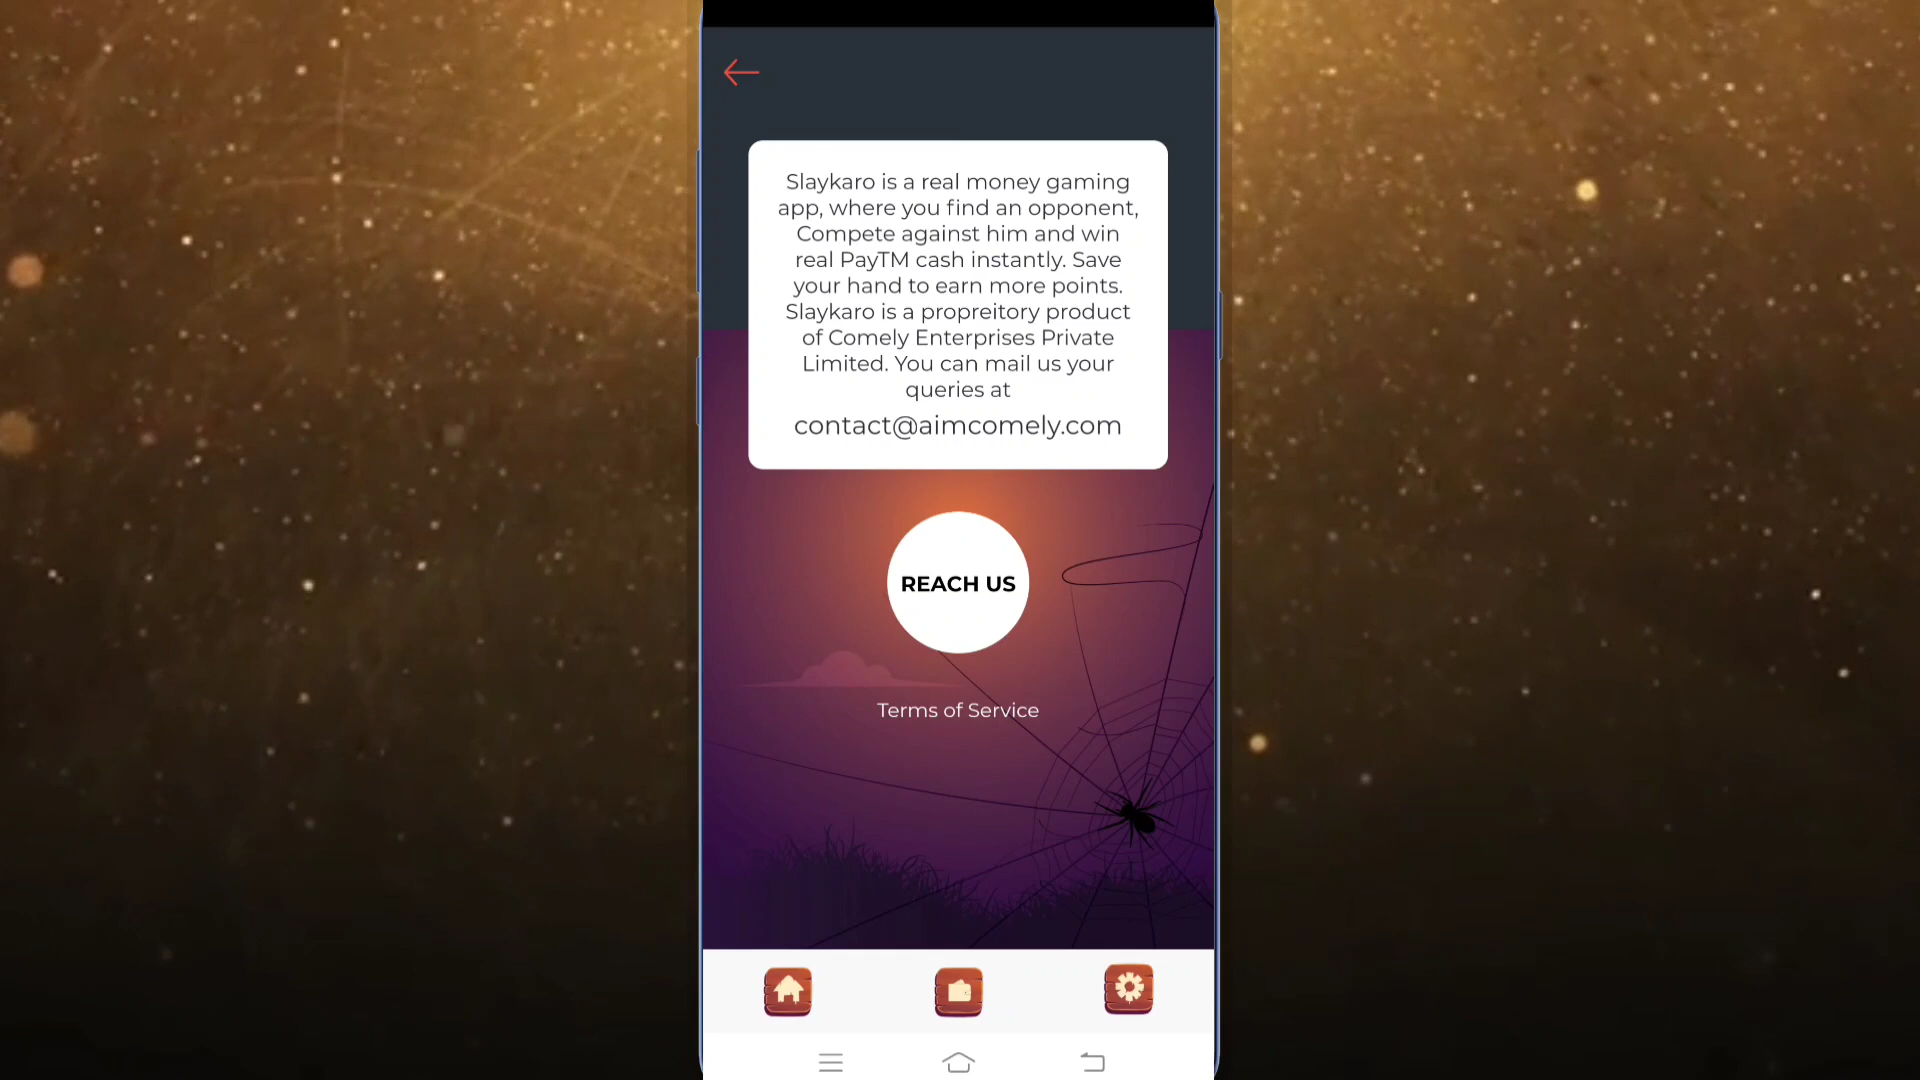 Slaykaro is a real money gaming
app, where you find an opponent,
Compete against him and win
real PayTM cash instantly. Save
your hand to earn more points.
Slaykaro is a propreitory product
of Comely Enterprises Private
Limited. You can mail us your
queries at
contact@aimcomely.com
REACH US
Terms of Service